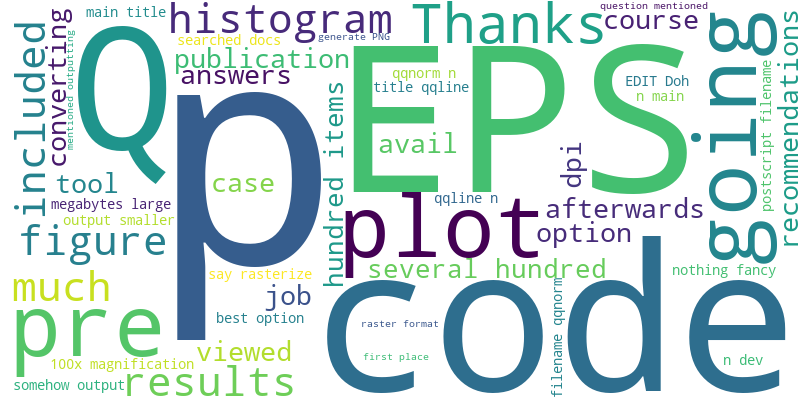 main title
question mentioned
histogram
Thanks
course
searched docs
generate PNG
publication
Q
EPS
going
recommendations
included
converting
mentioned outputting
answers
qqnorm n
title qqline
EDIT Doh
n main
p
items
hundred
avail
dpi
postscript filename
tool
case
megabytes large
output smaller
plot
qqline n
afterwards
option
figure
several hundred
nothing fancy
say rasterize
much
job
code
filename qqnorm
pre
best option
raster format
viewed
first place
n dev
100x magnification
somehow output
results